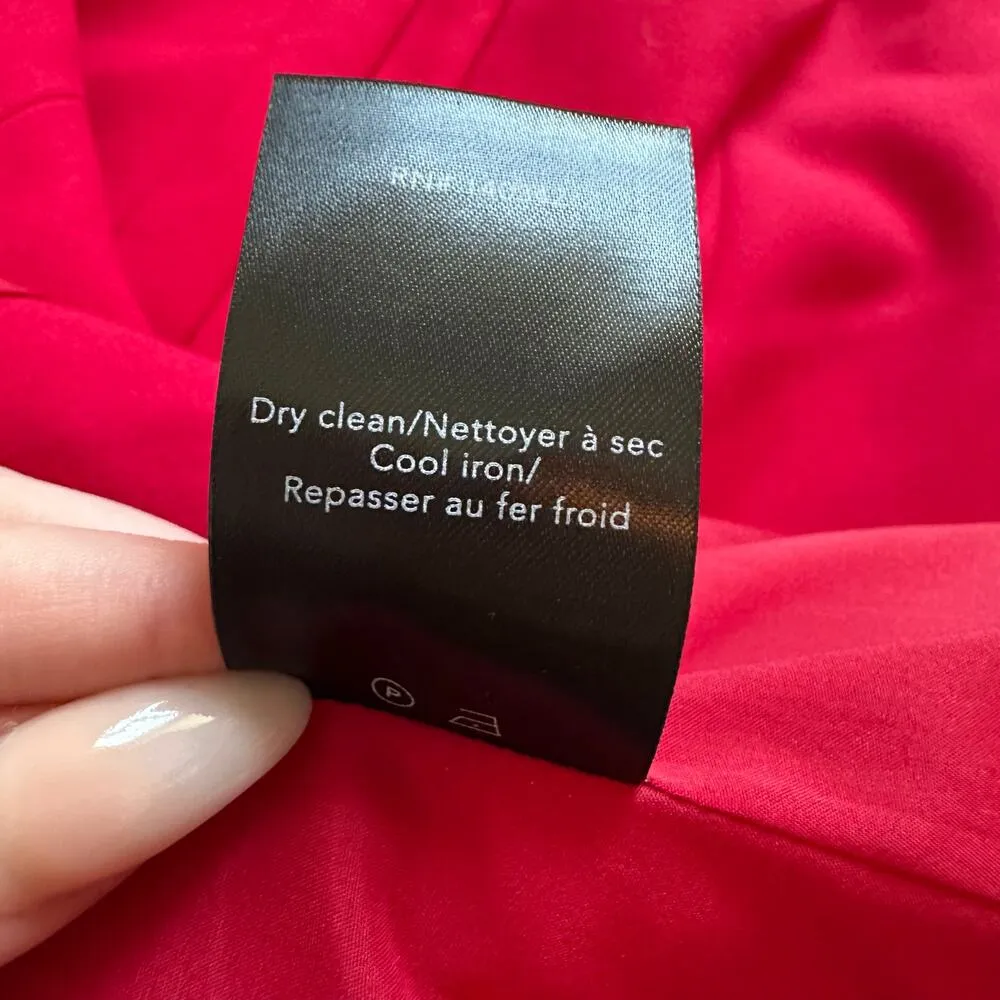 Dry clean/Nettoyer à sec
Cool iron/
Repasser au fer froid
P